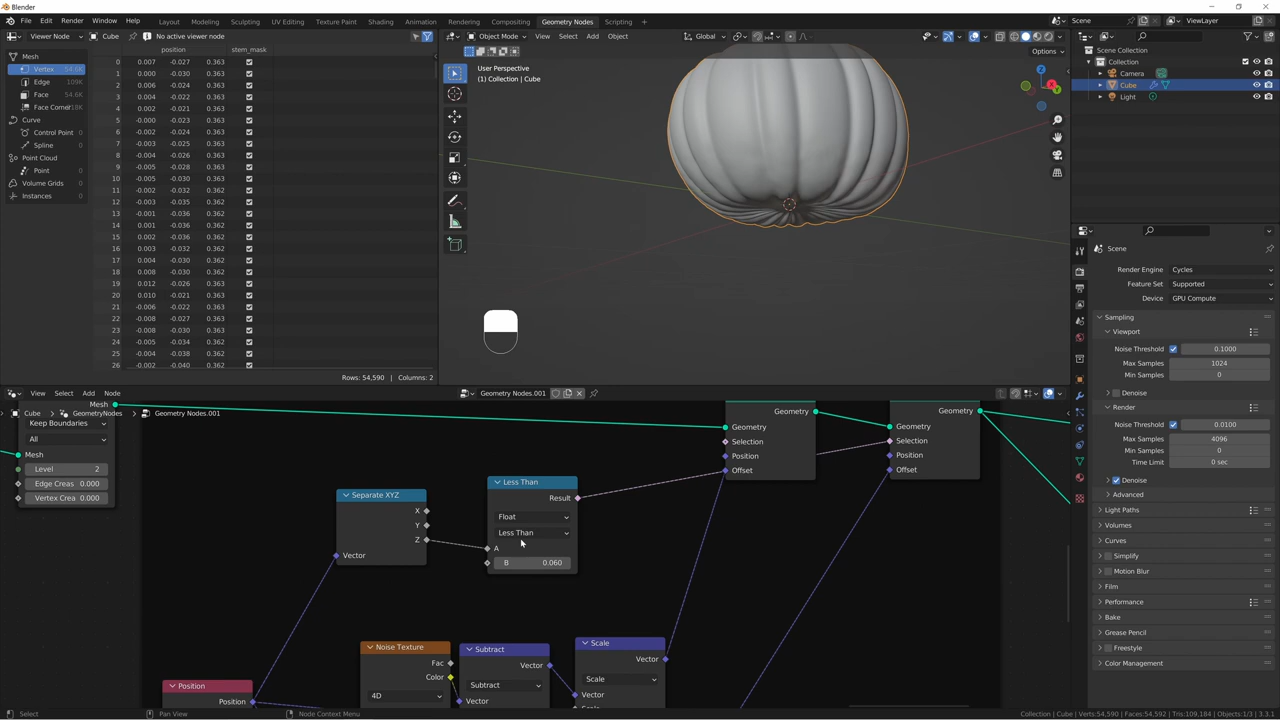 Blender
File Edit Render Window Help Layout Modeling Sculpting UV Editing Texture Paint Shading Animation Rendering Compositing Geometry Nodes Scripting + Scene ViewLayer
Viewer Node Cube No active viewer node
Mesh
Vertex 54.6K
Edge 109K
Face 54.6K
Face Corner 18K
Curve
Control Point 0
Spline 0
Point Cloud
Point 0
Volume Grids 0
Instances 0
position stem_mask
0 0.007 -0.027 0.363
1 0.000 -0.030 0.363
2 0.006 -0.024 0.363
3 0.004 -0.022 0.363
4 0.002 -0.021 0.363
5 -0.000 -0.023 0.363
6 0.002 -0.024 0.363
7 -0.003 -0.025 0.363
8 -0.004 -0.026 0.363
9 -0.005 -0.028 0.363
10 -0.005 -0.030 0.363
11 -0.002 -0.032 0.362
12 -0.003 -0.035 0.362
13 -0.001 -0.036 0.362
14 -0.001 -0.036 0.362
15 0.002 -0.036 0.362
16 0.003 -0.032 0.362
17 0.004 -0.030 0.362
18 0.008 -0.030 0.362
19 0.012 -0.026 0.363
20 0.010 -0.021 0.363
21 -0.006 -0.022 0.363
22 -0.008 -0.027 0.363
23 -0.008 -0.030 0.363
24 -0.005 -0.034 0.362
25 -0.004 -0.038 0.362
26 -0.002 -0.040 0.362
Rows: 54,590 | Columns: 2
Object Mode View Select Add Object Global
Options
User Perspective
(1) Collection | Cube
X
Y
Z
Scene Collection
Collection
Camera
Cube
Light
Scene
Render Engine Cycles
Feature Set Supported
Device GPU Compute
Sampling
Viewport
Noise Threshold 0.1000
Max Samples 1024
Min Samples 0
Denoise
Render
Noise Threshold 0.0100
Max Samples 4096
Min Samples 0
Time Limit 0 sec
Denoise
Advanced
Light Paths
Volumes
Curves
Simplify
Motion Blur
Film
Performance
Bake
Grease Pencil
Freestyle
Color Management
View Select Add Node Geometry Nodes.001
Cube GeometryNodes Geometry Nodes.001
Mesh
Keep Boundaries
All
Mesh
Level 2
Edge Creas 0.000
Vertex Crea 0.000
Separate XYZ
X
Y
Z
Vector
Less Than
Result
Float
Less Than
A
B 0.060
Geometry
Geometry
Selection
Position
Offset
Geometry
Geometry
Selection
Position
Offset
Position
Position
Noise Texture
Fac
Color
4D
Subtract
Vector
Subtract
Vector
Scale
Vector
Scale
Vector
Select Pan View Node Context Menu
Collection | Cube | Verts:54,590 | Faces:54,592 | Tris:109,184 | Objects:1/3 | 3.3.1